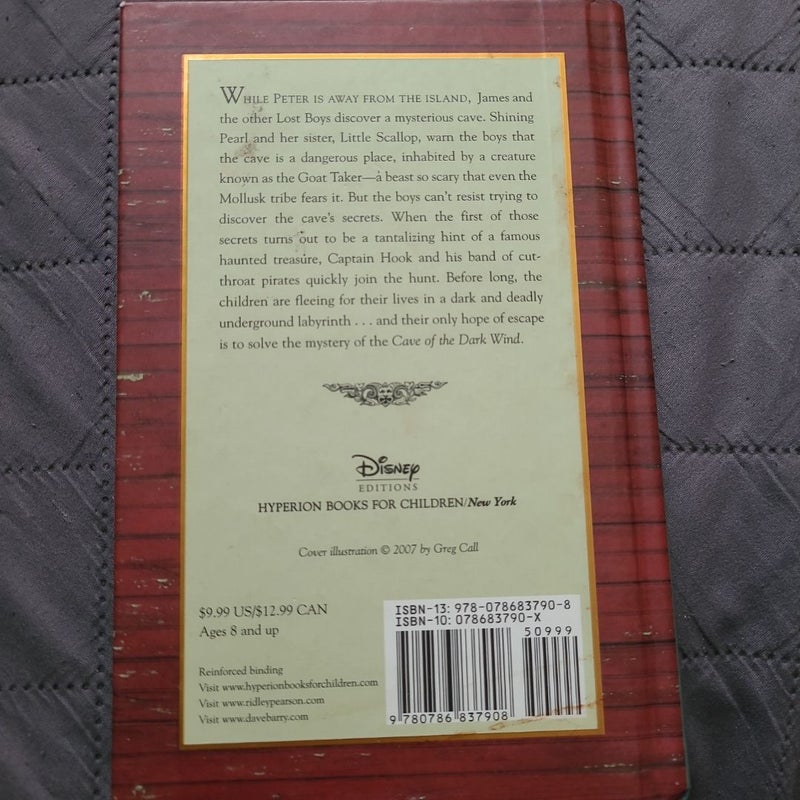 WHILE PETER IS AWAY FROM THE ISLAND, James and
the other Lost Boys discover a mysterious cave. Shining
Pearl and her sister, Little Scallop, warn the boys that
the cave is a dangerous place, inhabited by a creature
known as the Goat Taker—a beast so scary that even the
Mollusk tribe fears it. But the boys can't resist trying to
discover the cave's secrets. When the first of those
secrets turns out to be a tantalizing hint of a famous
haunted treasure, Captain Hook and his band of cut-
throat pirates quickly join the hunt. Before long, the
children are fleeing for their lives in a dark and deadly
underground labyrinth . . . and their only hope of escape
is to solve the mystery of the Cave of the Dark Wind.
Disney
EDITIONS
HYPERION BOOKS FOR CHILDREN/New York
Cover illustration © 2007 by Greg Call
$9.99 US/$12.99 CAN
Ages 8 and up
Reinforced binding
Visit www.hyperionbooksforchildren.com
Visit www.ridleypearson.com
Visit www.davebarry.com
ISBN-13: 978-078683790-8
ISBN-10: 078683790-X
50999
9 780786 837908